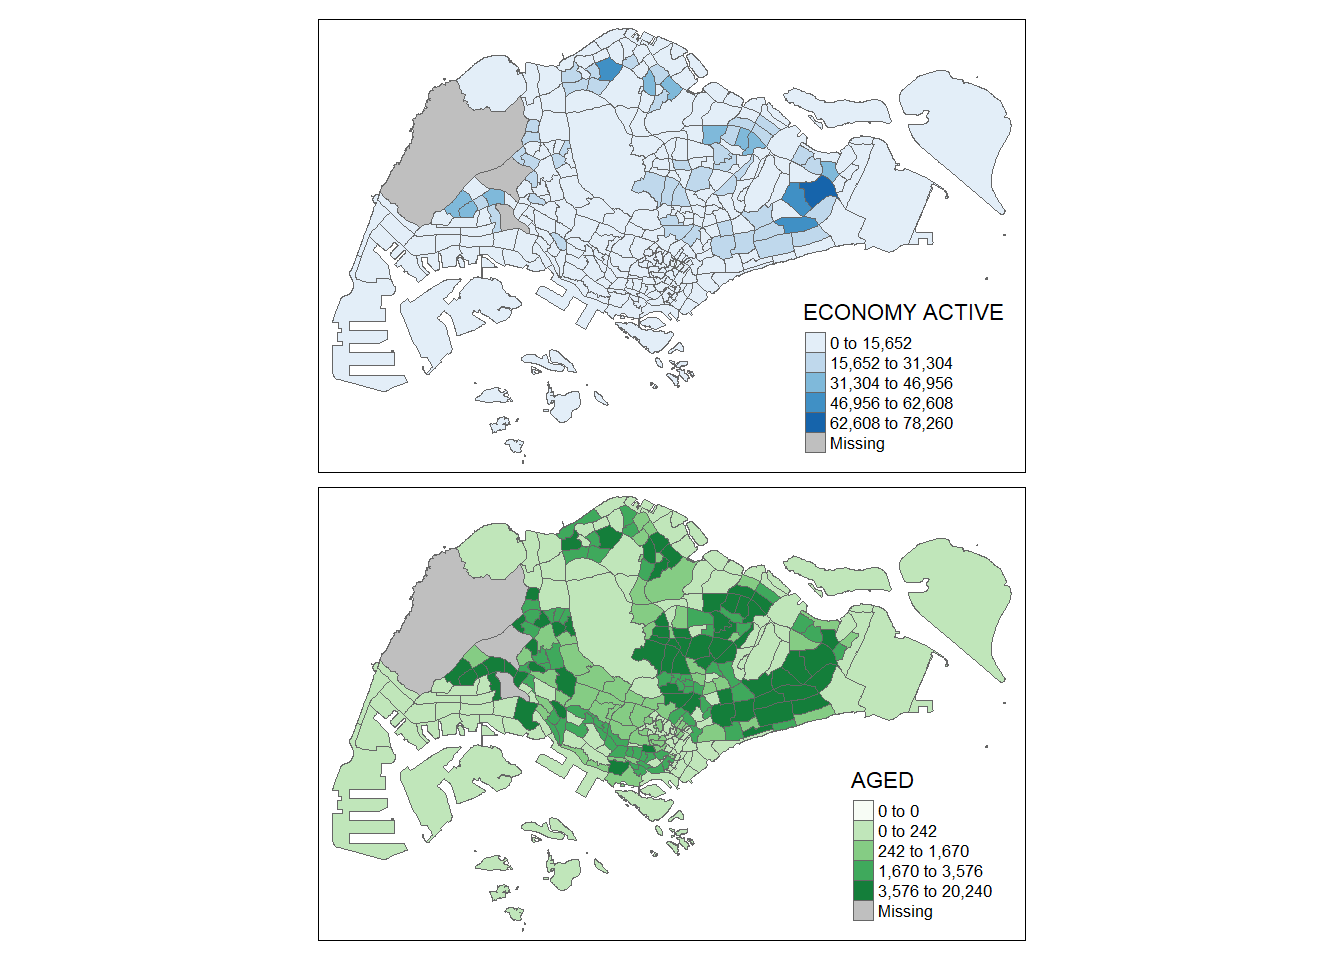 ECONOMY ACTIVE
0 to 15,652
15,652 to 31,304
31,304 to 46,956
46,956 to 62,608
62,608 to 78,260
Missing
AGED
0 to 0
0 to 242
242 to 1,670
1,670 to 3,576
3,576 to 20,240
Missing